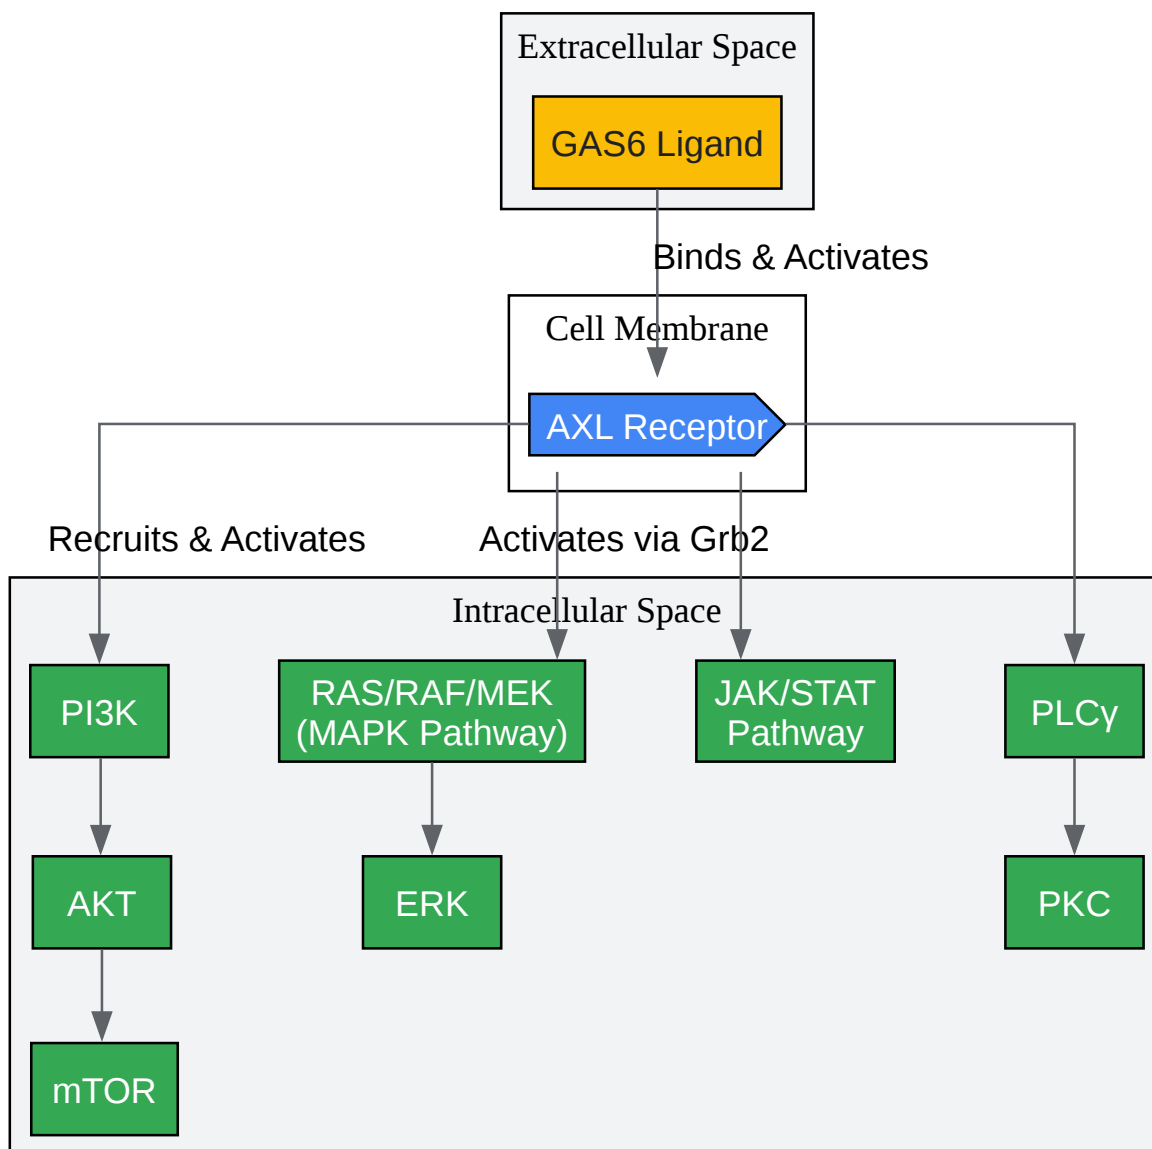 Extracellular Space
GAS6 Ligand
Binds & Activates
Cell Membrane
AXL Receptor
Recruits & Activates
Activates via Grb2
Intracellular Space
PI3K
RAS/RAF/MEK
(MAPK Pathway)
JAK/STAT
Pathway
PLCγ
AKT
ERK
PKC
mTOR